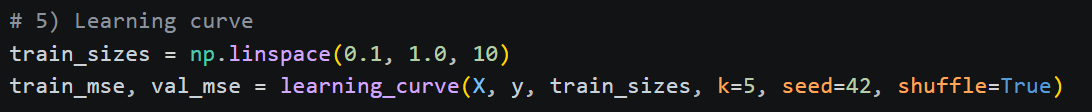 # 5) Learning curve
train_sizes = np.linspace(0.1, 1.0, 10)
train_mse, val_mse = learning_curve(X, y, train_sizes, k=5, seed=42, shuffle=True)